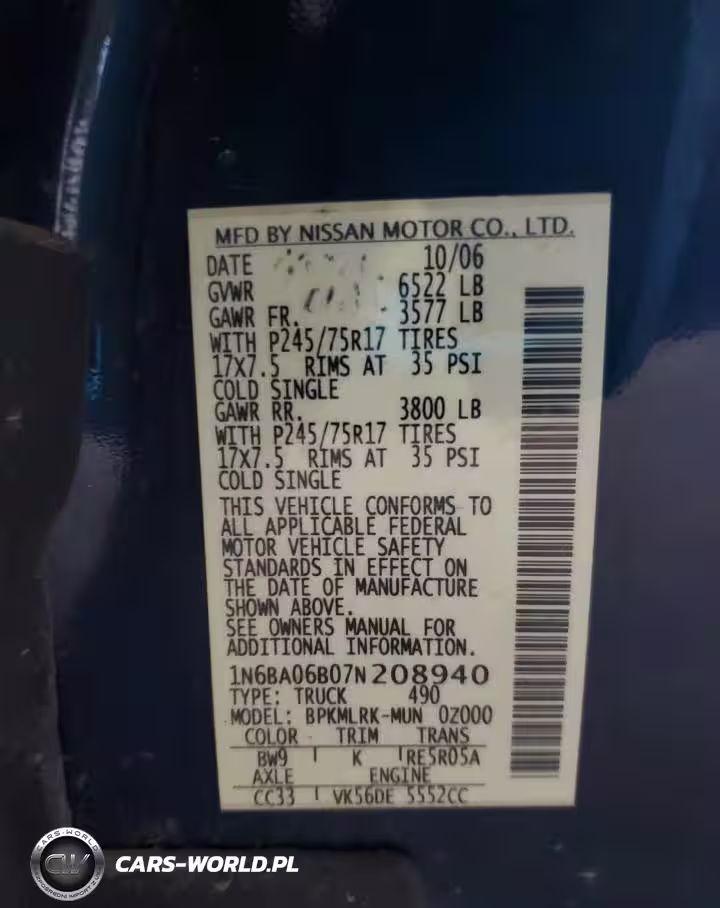 MFD BY NISSAN MOTOR CO., LTD.
DATE 10/06
GVWR 6522 LB
GAWR FR. 3577 LB
WITH P245/75R17 TIRES
17X7.5 RIMS AT 35 PSI
COLD SINGLE
GAWR RR. 3800 LB
WITH P245/75R17 TIRES
17X7.5 RIMS AT 35 PSI
COLD SINGLE
THIS VEHICLE CONFORMS TO
ALL APPLICABLE FEDERAL
MOTOR VEHICLE SAFETY
STANDARDS IN EFFECT ON
THE DATE OF MANUFACTURE
SHOWN ABOVE.
SEE OWNERS MANUAL FOR
ADDITIONAL INFORMATION.
1N6BA06B07N208940
TYPE: TRUCK 490
MODEL: BPKMLRK-MUN 0Z000
COLOR TRIM TRANS
BW9 K RE5R05A
AXLE ENGINE
CC33 VK56DE 5552CC
CARS-WORLD
CW
CARS-WORLD.PL